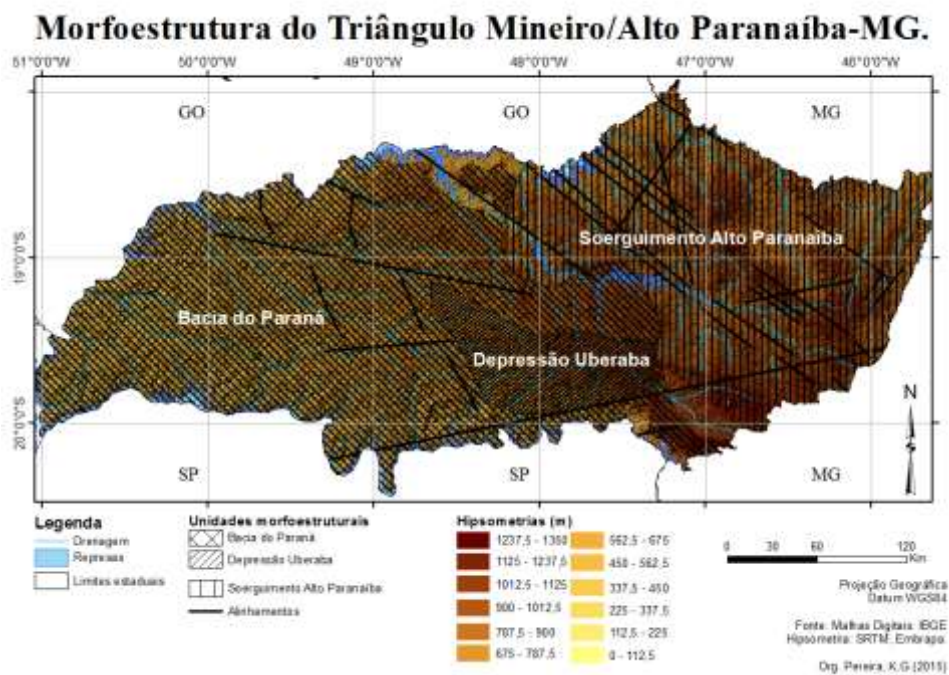 Morfoestrutura do Triângulo Mineiro/Alto Paranaíba-MG.
51°0'0"W 50°0'0"W 49°0'0"W 48°0'0"W 47°0'0"W 46°0'0"W
GO GO MG
Soerguimento Alto Paranaíba
19°0'0"S
Bacia do Paraná
Depressão Uberaba
N
20°0'0"S
S
SP SP MG
Legenda
Drenagem
Represas
Limites estaduais
Unidades morfoestruturais
Bacia do Paraná
Depressão Uberaba
Soerguimento Alto Paranaíba
Alinhamentos
Hipsometrias (m)
1237,5 - 1350
1125 - 1237,5
1012,5 - 1125
900 - 1012,5
787,5 - 900
675 - 787,5
562,5 - 675
450 - 562,5
337,5 - 450
225 - 337,5
112,5 - 225
0 - 112,5
0 30 60 120
Km
Projeção Geográfica
Datum WGS84
Fonte: Malhas Digitais: IBGE
Hipsometria: SRTM: Embrapa
Org. Pereira, K.G (2015)